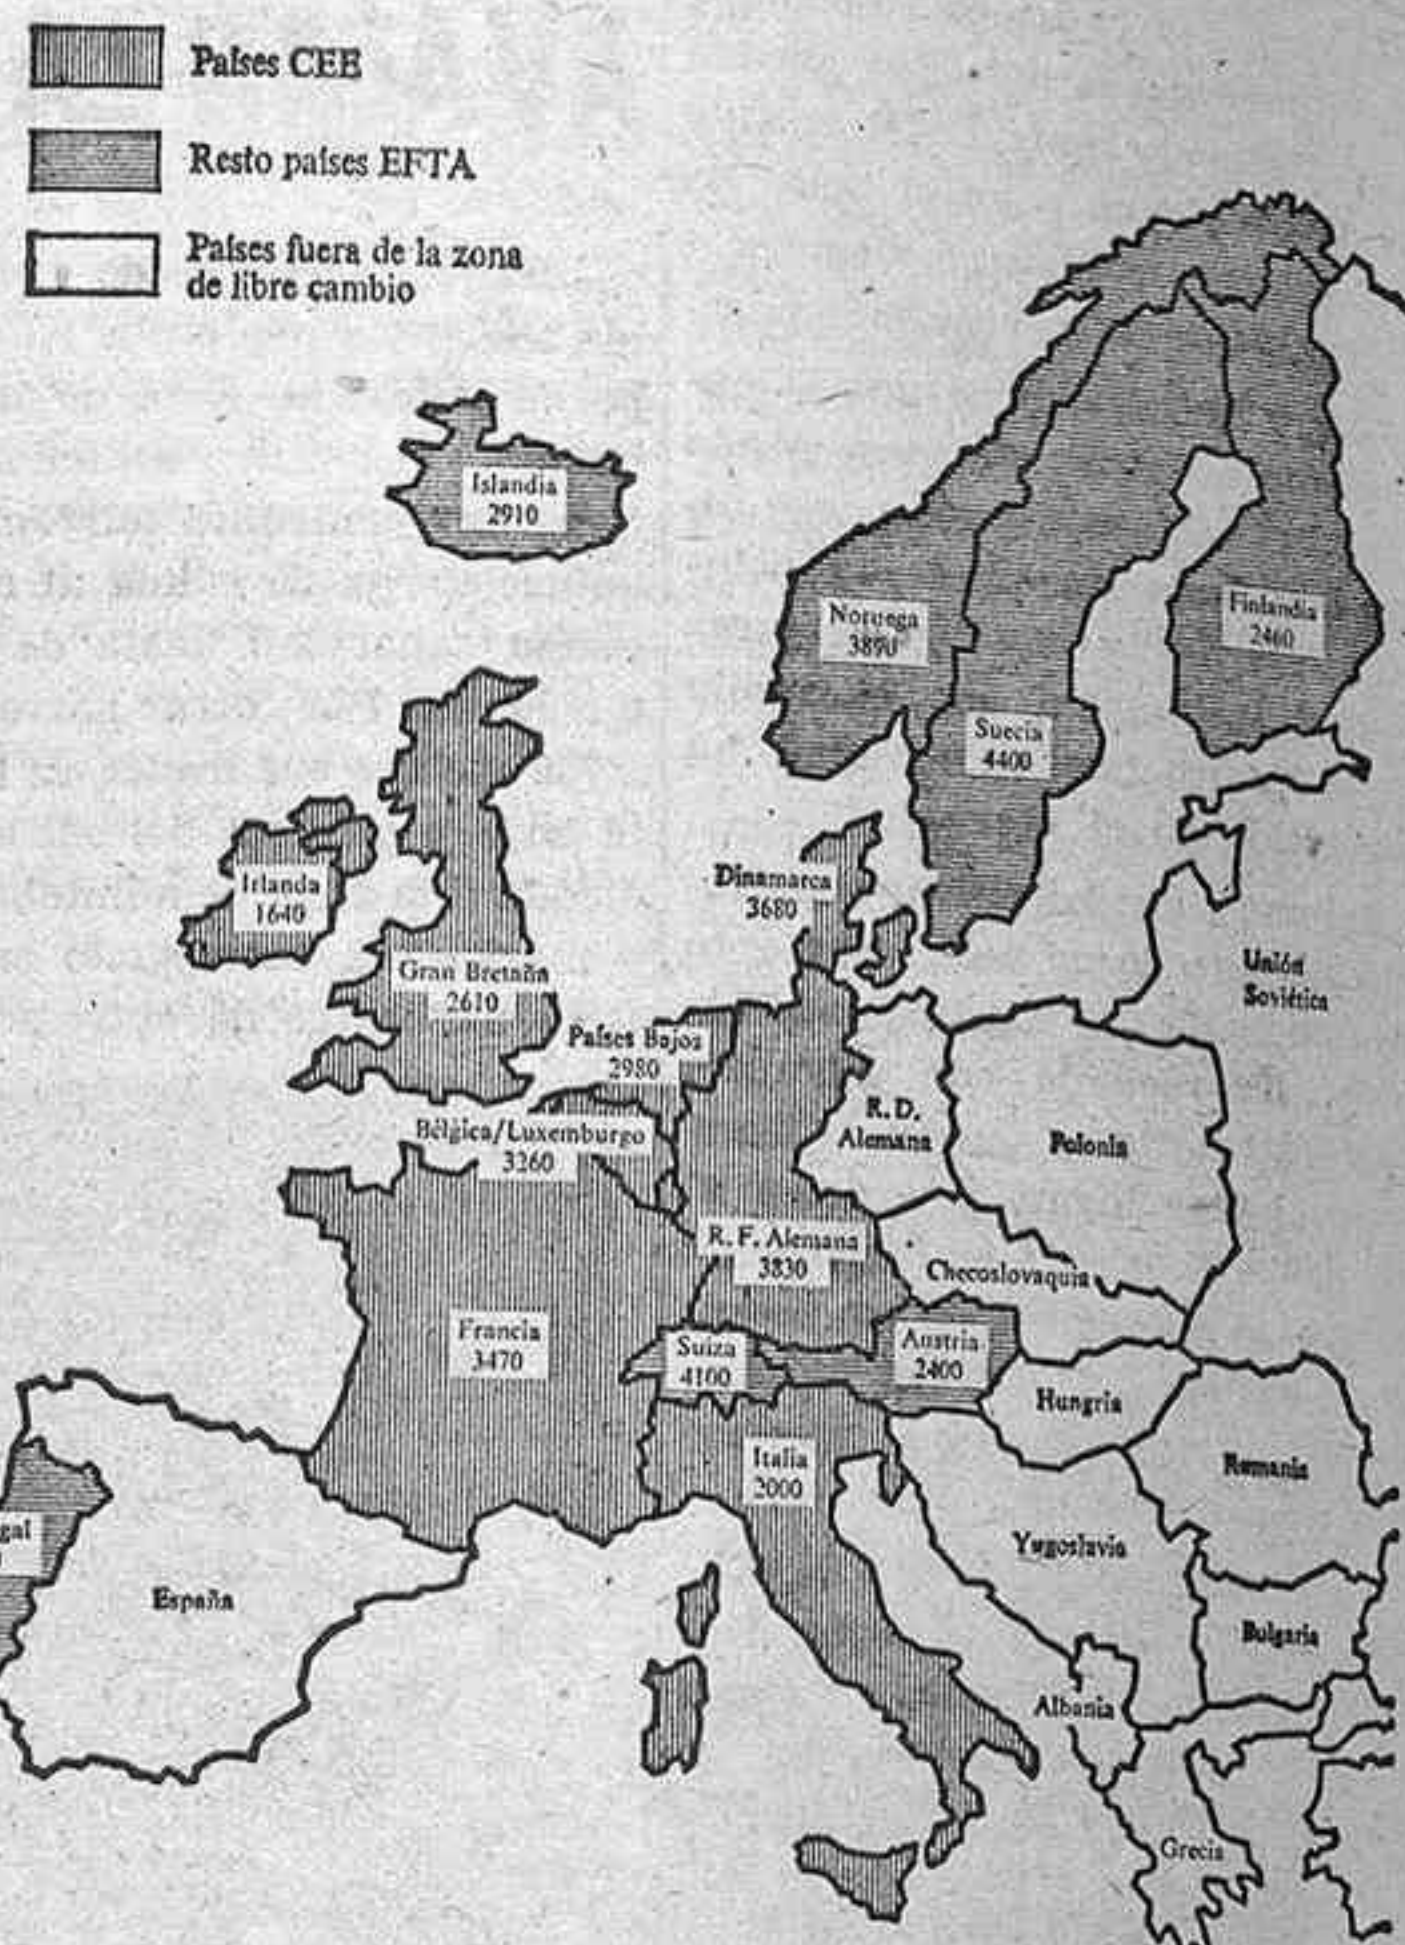 Países CEE
Resto países EFTA
Países fuera de la zona
de libre cambio
Islandia
2910
Noruega
3890
Finlandia
2460
Suecia
4400
Irlanda
1640
Dinamarca
3680
Gran Bretaña
2610
Unión
Soviética
Países Bajos
2980
R. D.
Alemana
Polonia
Bélgica/Luxemburgo
3260
R. F. Alemana
3830
Checoslovaquia
Francia
3470
Suiza
4100
Austria
2400
Hungria
Italia
2000
Rumania
gal
Yugoslavia
España
Bulgaria
Albania
Grecia